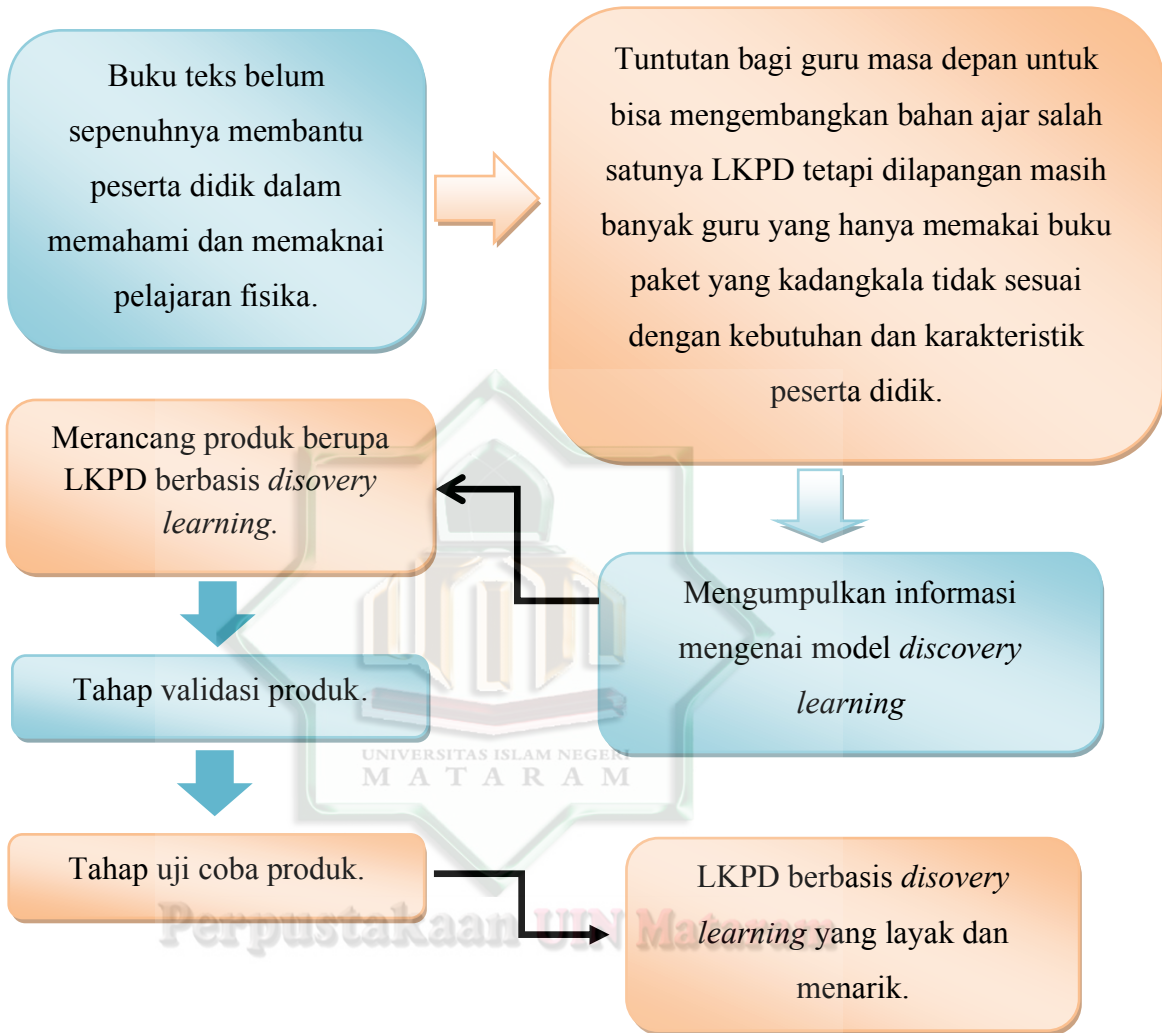 Buku teks belum
sepenuhnya membantu
peserta didik dalam
memahami dan memaknai
pelajaran fisika.
Tuntutan bagi guru masa depan untuk
bisa mengembangkan bahan ajar salah
satunya LKPD tetapi dilapangan masih
banyak guru yang hanya memakai buku
paket yang kadangkala tidak sesuai
dengan kebutuhan dan karakteristik
peserta didik.
Mengumpulkan informasi
mengenai model discovery
learning
Merancang produk berupa
LKPD berbasis disovery
learning.
Tahap validasi produk.
Tahap uji coba produk.
LKPD berbasis disovery
learning yang layak dan
menarik.
UNIVERSITAS ISLAM NEGERI
MATARAM
Perpustakaan UIN Mataram